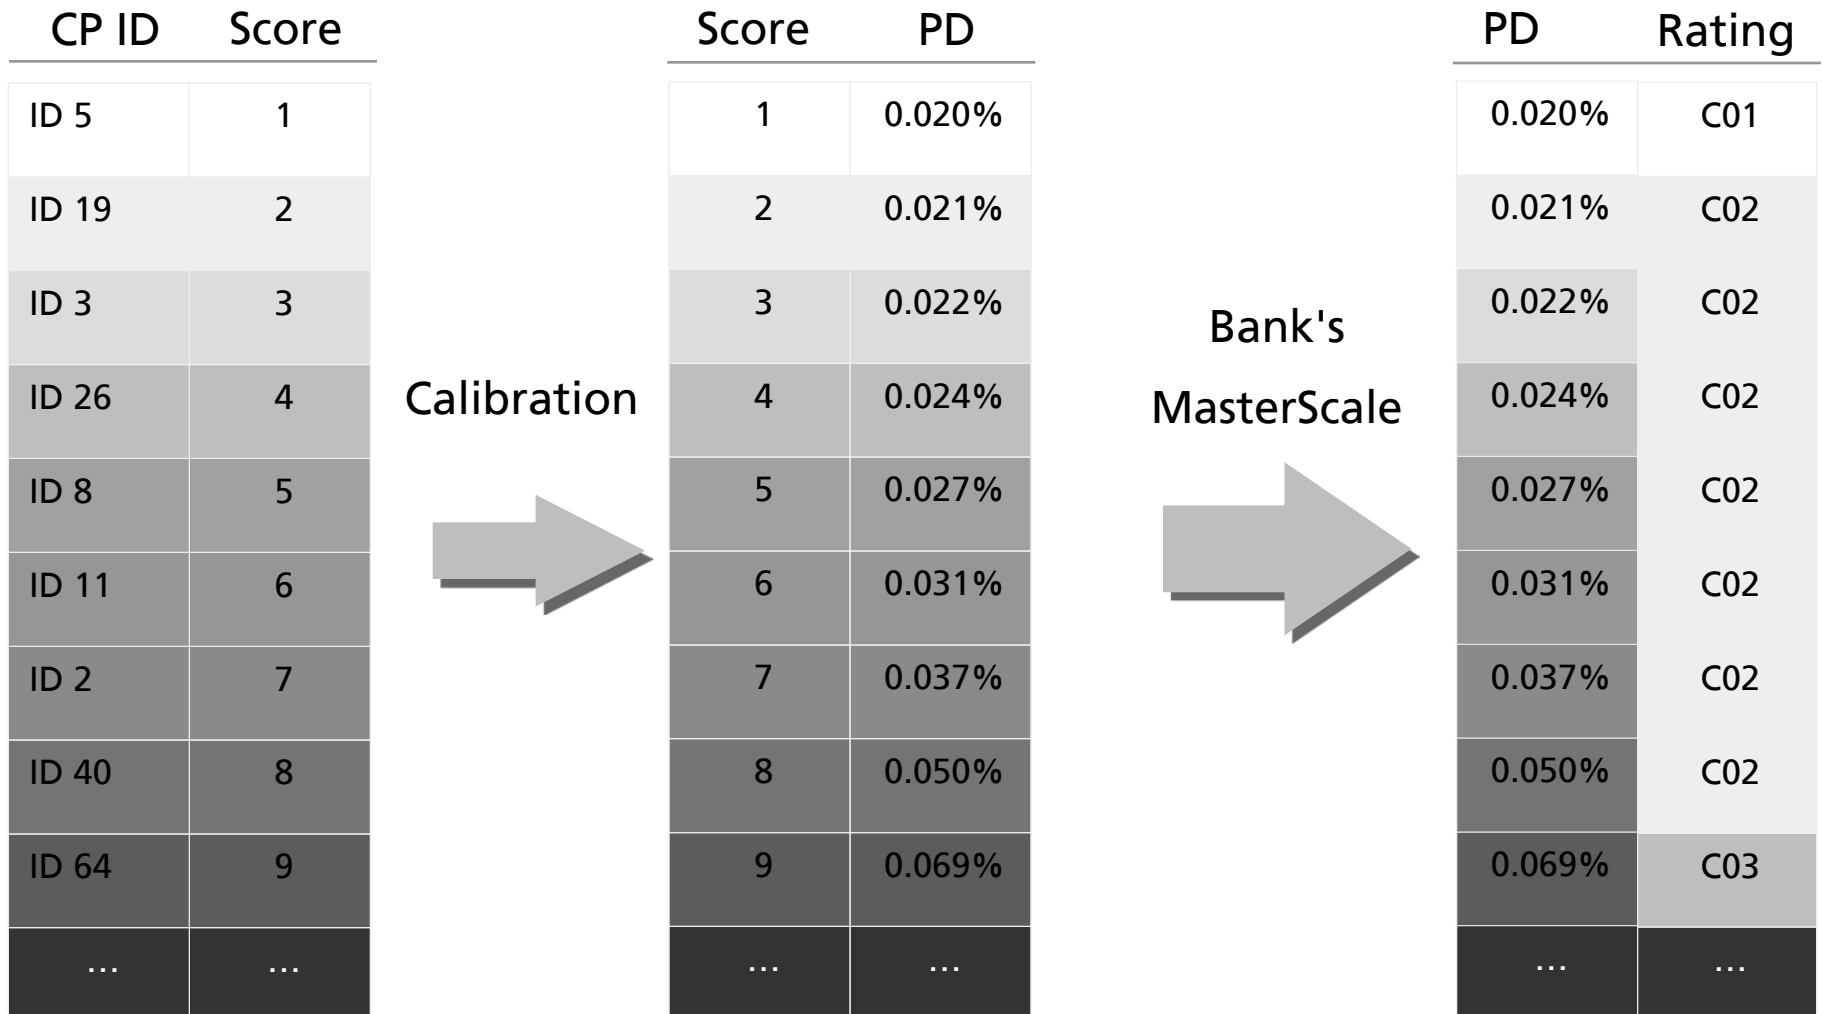 CP ID Score
ID 5 1
ID 19 2
ID 3 3
ID 26 4
ID 8 5
ID 11 6
ID 2 7
ID 40 8
ID 64 9
... ...
Calibration
Score PD
1 0.020%
2 0.021%
3 0.022%
4 0.024%
5 0.027%
6 0.031%
7 0.037%
8 0.050%
9 0.069%
... ...
Bank's
MasterScale
PD Rating
0.020% C01
0.021% C02
0.022% C02
0.024% C02
0.027% C02
0.031% C02
0.037% C02
0.050% C02
0.069% C03
... ...